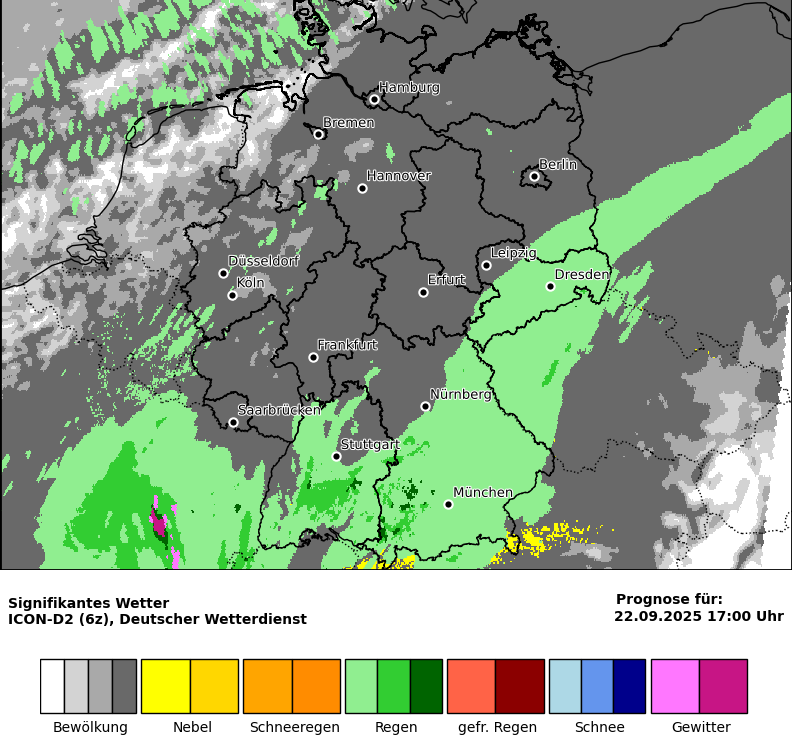 Hamburg
Bremen
Berlin
Hannover
Leipzig
Düsseldorf
Dresden
Köln
Erfurt
Frankfurt
Nürnberg
Saarbrücken
Stuttgart
München
Signifikantes Wetter
ICON-D2 (6z), Deutscher Wetterdienst
Prognose für:
22.09.2025 17:00 Uhr
Bewölkung
Nebel
Schneeregen
Regen
gefr. Regen
Schnee
Gewitter